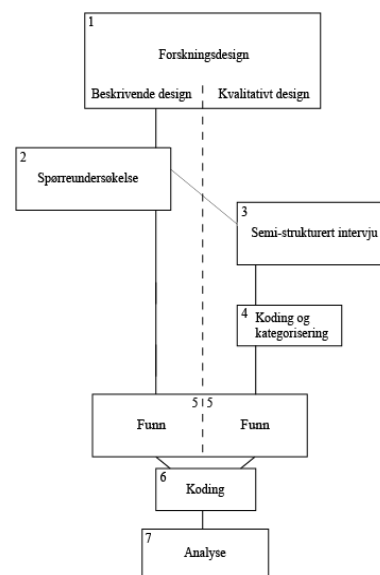 1
Forskningsdesign
Beskrivende design
Kvalitativt design
2
Spørreundersøkelse
3
Semi-strukturert intervju
4
Koding og
kategorisering
5 5
Funn
Funn
6
Koding
7
Analyse